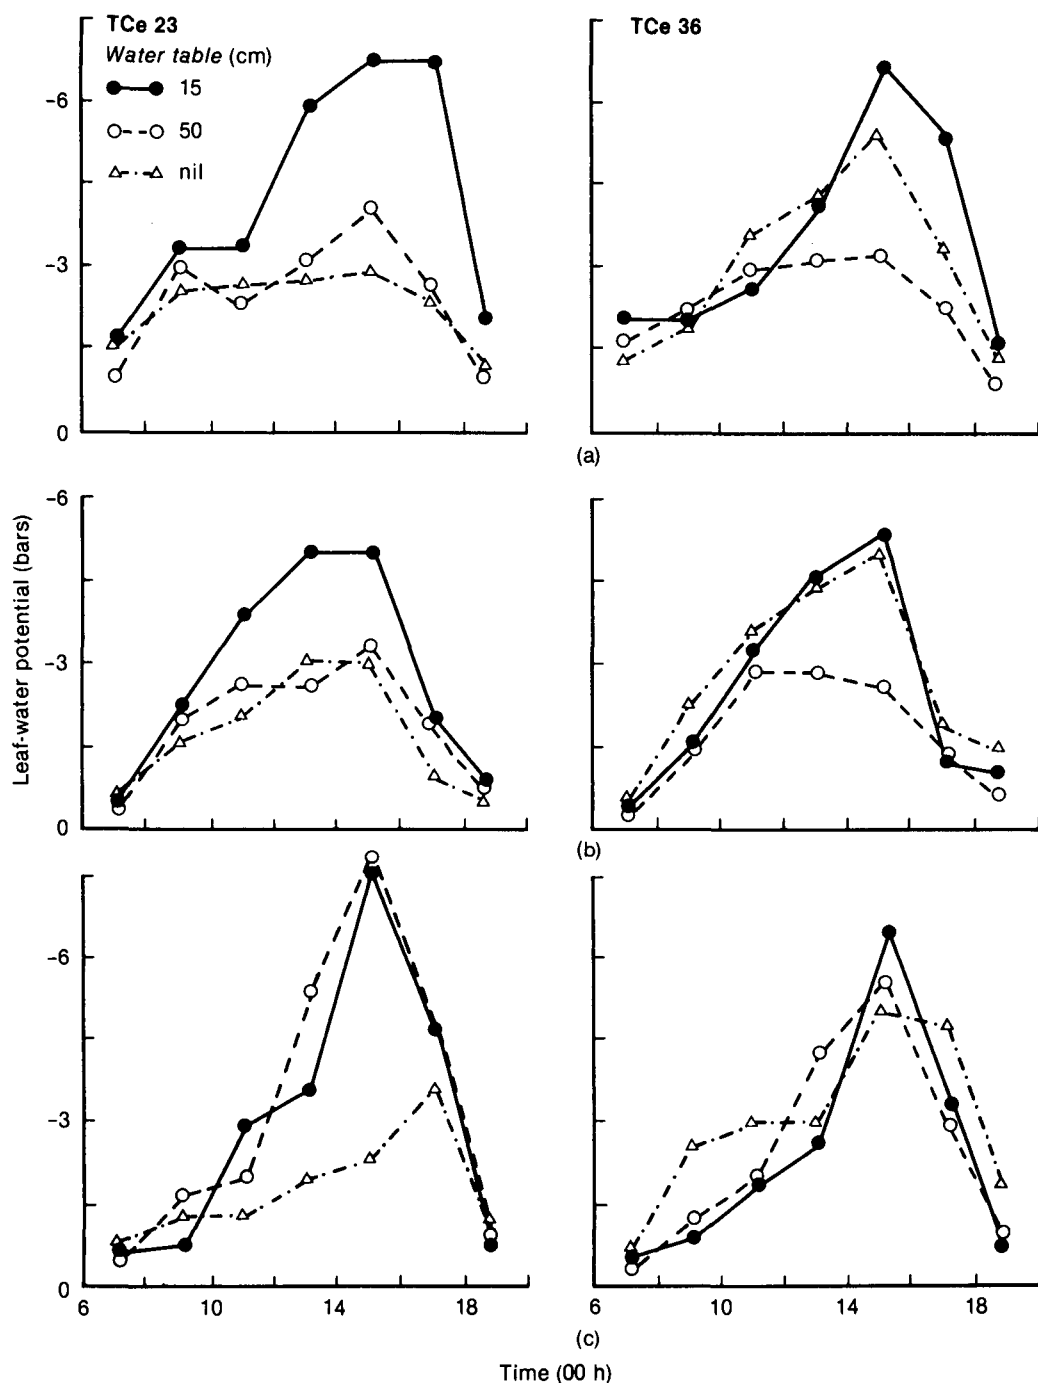 TCe 23
TCe 36
Water table (cm)
15
50
nil
-6
-3
0
(a)
-6
-3
0
(b)
Leaf-water potential (bars)
-6
-3
0
6 10 14 18
6 10 14 18
(c)
Time (00 h)